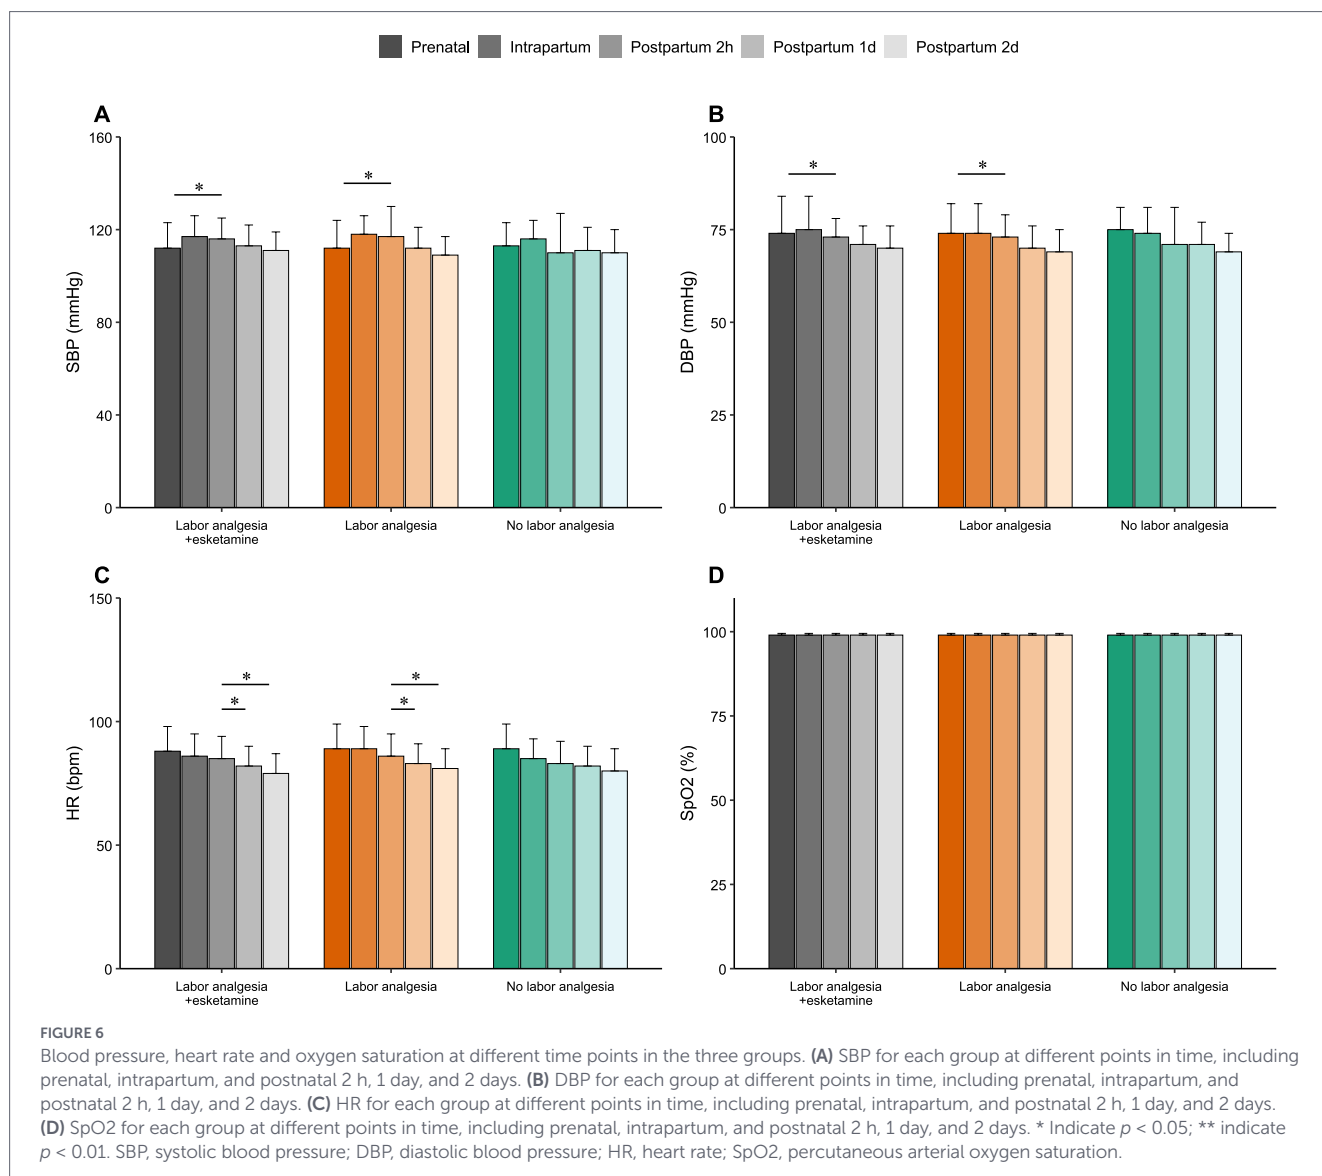 Prenatal Intrapartum Postpartum 2h Postpartum 1d Postpartum 2d
A
160
120
80
40
0
SBP (mmHg)
*
*
Labor analgesia
+esketamine
Labor analgesia
No labor analgesia
B
100
75
50
25
0
DBP (mmHg)
*
*
Labor analgesia
+esketamine
Labor analgesia
No labor analgesia
C
150
100
50
0
HR (bpm)
*
*
*
*
Labor analgesia
+esketamine
Labor analgesia
No labor analgesia
D
100
75
50
25
0
SpO2 (%)
Labor analgesia
+esketamine
Labor analgesia
No labor analgesia
FIGURE 6
Blood pressure, heart rate and oxygen saturation at different time points in the three groups. (A) SBP for each group at different points in time, including
prenatal, intrapartum, and postnatal 2 h, 1 day, and 2 days. (B) DBP for each group at different points in time, including prenatal, intrapartum, and
postnatal 2 h, 1 day, and 2 days. (C) HR for each group at different points in time, including prenatal, intrapartum, and postnatal 2 h, 1 day, and 2 days.
(D) SpO2 for each group at different points in time, including prenatal, intrapartum, and postnatal 2 h, 1 day, and 2 days. * Indicate p < 0.05; ** indicate
p < 0.01. SBP, systolic blood pressure; DBP, diastolic blood pressure; HR, heart rate; SpO2, percutaneous arterial oxygen saturation.